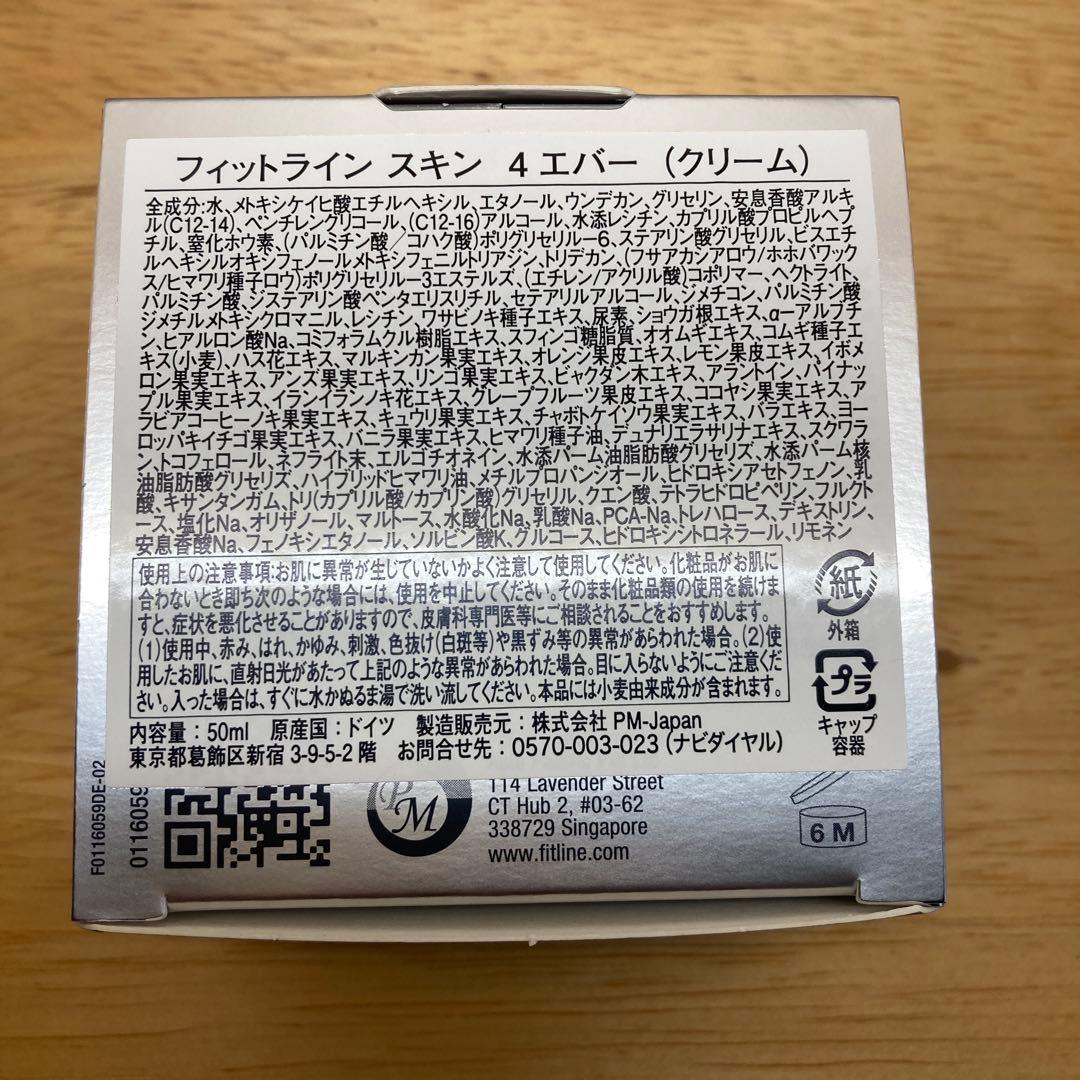 フィットライン スキン 4エバー（クリーム）
全成分:水、メトキシケイヒ酸エチルヘキシル、エタノール、ウンデカン、グリセリン、安息香酸アルキ
ル(C12-14)、ペンチレングリコール、(C12-16)アルコール、水添レシチン、カプリル酸プロピルヘプ
チル、窒化ホウ素、(パルミチン酸／コハク酸)ポリグリセリル－6、ステアリン酸グリセリル、ビスエチ
ルヘキシルオキシフェノールメトキシフェニルトリアジン、トリデカン、(フサアカシアロウ/ホホバワック
ス/ヒマワリ種子ロウ)ポリグリセリル－3エステルズ、(エチレン/アクリル酸)コポリマー、ヘクトライト、
パルミチン酸、ジステアリン酸ペンタエリスリチル、セテアリルアルコール、ジメチコン、パルミチン酸
ジメチルメトキシクロマニル、レシチン、ワサビノキ種子エキス、尿素、ショウガ根エキス、α－アルブチ
ン、ヒアルロン酸Na、コミフォラムクル樹脂エキス、スフィンゴ糖脂質、オオムギエキス、コムギ種子エ
キス(小麦)、ハス花エキス、マルキンカン果実エキス、オレンジ果皮エキス、レモン果皮エキス、イボメ
ロン果実エキス、アンズ果実エキス、リンゴ果実エキス、ビャクダン木エキス、アラントイン、パイナッ
プル果実エキス、イランイランノキ花エキス、グレープフルーツ果皮エキス、ココヤシ果実エキス、ア
ラビアコーヒーノキ果実エキス、キュウリ果実エキス、チャボトケイソウ果実エキス、バラエキス、ヨー
ロッパキイチゴ果実エキス、バニラ果実エキス、ヒマワリ種子油、デュナリエラサリナエキス、スクワラ
ン、トコフェロール、ネフライト末、エルゴチオネイン、水添パーム油脂肪酸グリセリズ、水添パーム核
油脂肪酸グリセリズ、ハイブリッドヒマワリ油、メチルプロパンジオール、ヒドロキシアセトフェノン、乳
酸、キサンタンガム、トリ(カプリル酸/カプリン酸)グリセリル、クエン酸、テトラヒドロピペリン、フルクト
ース、塩化Na、オリザノール、マルトース、水酸化Na、乳酸Na、PCA-Na、トレハロース、デキストリン、
安息香酸Na、フェノキシエタノール、ソルビン酸K、グルコース、ヒドロキシシトロネラール、リモネン
使用上の注意事項:お肌に異常が生じていないかよく注意して使用してください。化粧品がお肌に
合わないとき即ち次のような場合には、使用を中止してください。そのまま化粧品類の使用を続けま
すと、症状を悪化させることがありますので、皮膚科専門医等にご相談されることをおすすめします。
(1)使用中、赤み、はれ、かゆみ、刺激、色抜け(白斑等)や黒ずみ等の異常があらわれた場合。(2)使
用したお肌に、直射日光があたって上記のような異常があらわれた場合。目に入らないようにご注意くだ
さい。入った場合は、すぐに水かぬるま湯で洗い流してください。本品には小麦由来成分が含まれます。
紙
外箱
プラ
キャップ
容器
内容量：50ml 原産国：ドイツ 製造販売元：株式会社 PM-Japan
東京都葛飾区新宿 3-9-5-2 階 お問合せ先：0570-003-023（ナビダイヤル）
F0116059DE-02
0116059
PM
114 Lavender Street
CT Hub 2, #03-62
338729 Singapore
www.fitline.com
6 M